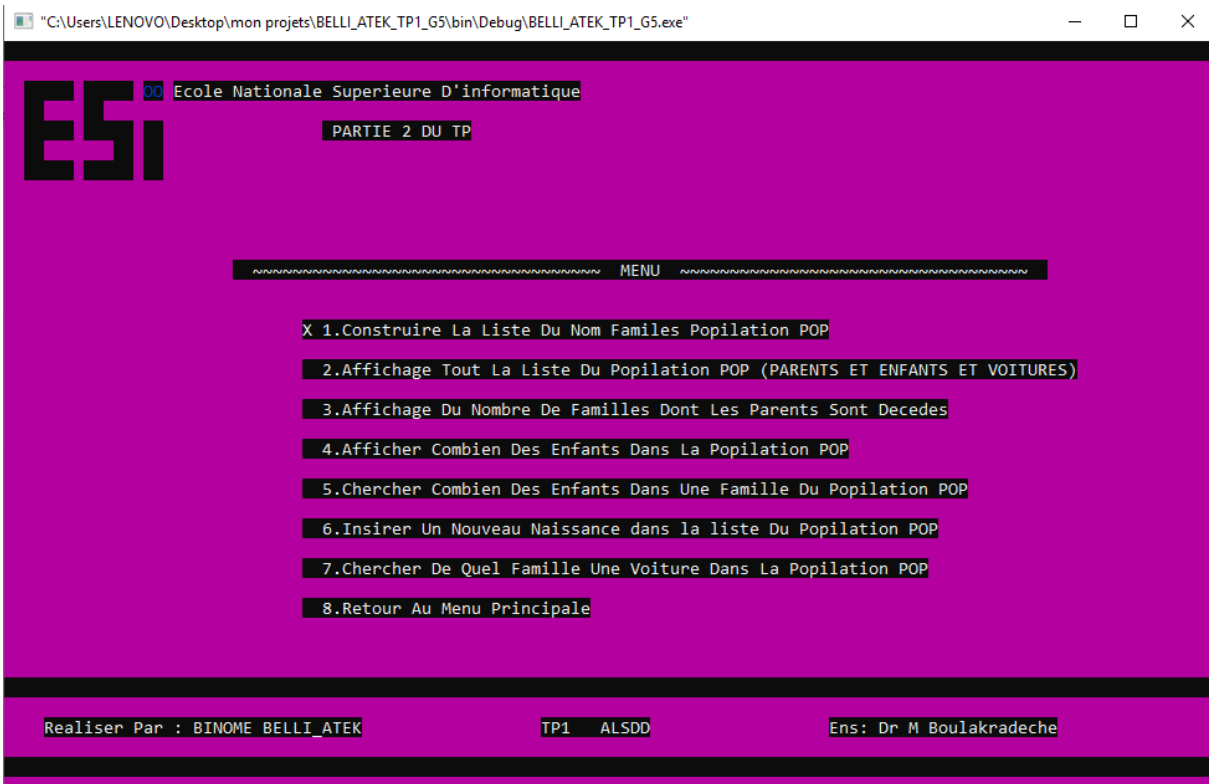 "C:\Users\LENOVO\Desktop\mon projets\BELLI_ATEK_TP1_G5\bin\Debug\BELLI_ATEK_TP1_G5.exe"
ESi OO Ecole Nationale Superieure D'informatique
PARTIE 2 DU TP
~~~~~~~~~~~~~~~~~~~~~~~~~~~~~~~~~~~ MENU ~~~~~~~~~~~~~~~~~~~~~~~~~~~~~~~~~~~
X 1.Construire La Liste Du Nom Familes Popilation POP
2.Affichage Tout La Liste Du Popilation POP (PARENTS ET ENFANTS ET VOITURES)
3.Affichage Du Nombre De Familles Dont Les Parents Sont Decedes
4.Afficher Combien Des Enfants Dans La Popilation POP
5.Chercher Combien Des Enfants Dans Une Famille Du Popilation POP
6.Insirer Un Nouveau Naissance dans la liste Du Popilation POP
7.Chercher De Quel Famille Une Voiture Dans La Popilation POP
8.Retour Au Menu Principale
Realiser Par : BINOME BELLI_ATEK TP1 ALSDD Ens: Dr M Boulakradeche